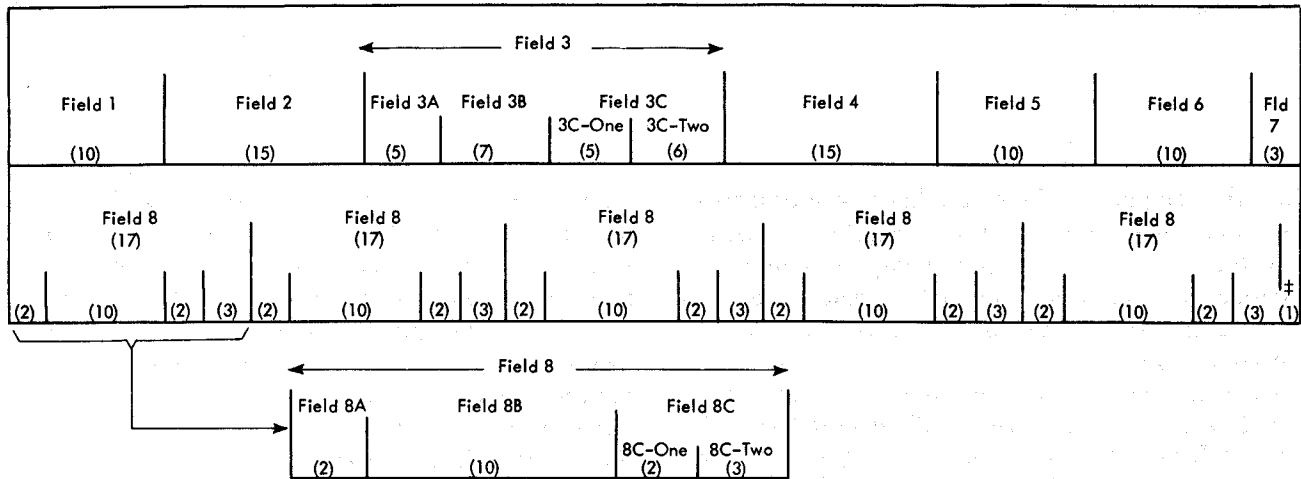 Field 3
Field 1 Field 2 Field 3A Field 3B Field 3C Field 4 Field 5 Field 6 Fld
7
3C-One 3C-Two
(10) (15) (5) (7) (5) (6) (15) (10) (10) (3)
Field 8 Field 8 Field 8 Field 8 Field 8
(17) (17) (17) (17) (17)
‡
(2) (10) (2) (3) (2) (10) (2) (3) (2) (10) (2) (3) (2) (10) (2) (3) (2) (10) (2) (3) (1)
Field 8
Field 8A Field 8B Field 8C
8C-One 8C-Two
(2) (10) (2) (3)